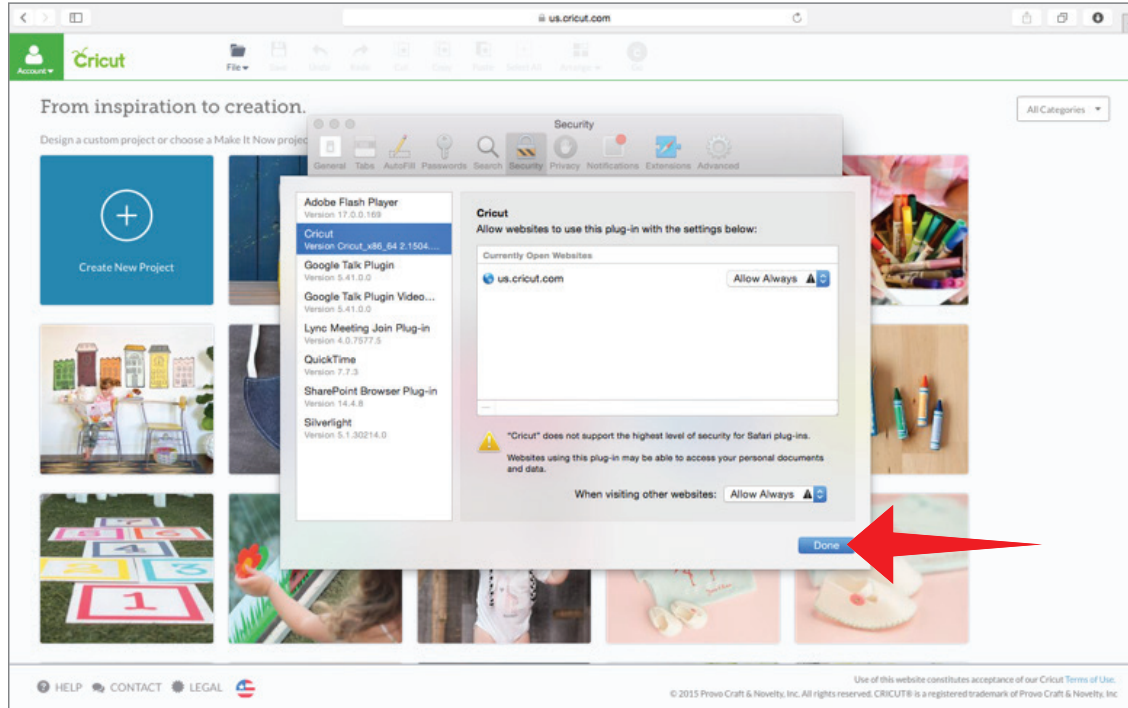 us.cricut.com
Account
Cricut
File Save Undo Redo Cut Copy Paste Select All Arrange Go
From inspiration to creation.
All Categories
Design a custom project or choose a Make It Now projec
Create New Project
Security
General Tabs AutoFill Passwords Search Security Privacy Notifications Extensions Advanced
Adobe Flash Player
Version 17.0.0.169
Cricut
Version Cricut_x86_64 2.1504....
Google Talk Plugin
Version 5.41.0.0
Google Talk Plugin Video...
Version 5.41.0.0
Lync Meeting Join Plug-in
Version 4.0.7577.5
QuickTime
Version 7.7.3
SharePoint Browser Plug-in
Version 14.4.8
Silverlight
Version 5.1.30214.0
Cricut
Allow websites to use this plug-in with the settings below:
Currently Open Websites
us.cricut.com Allow Always
"Cricut" does not support the highest level of security for Safari plug-ins.
Websites using this plug-in may be able to access your personal documents
and data.
When visiting other websites: Allow Always
Done
7
5 6
4
2 3
1
HELP CONTACT LEGAL
Use of this website constitutes acceptance of our Cricut Terms of Use.
© 2015 Provo Craft & Novelty, Inc. All rights reserved. CRICUT® is a registered trademark of Provo Craft & Novelty, Inc